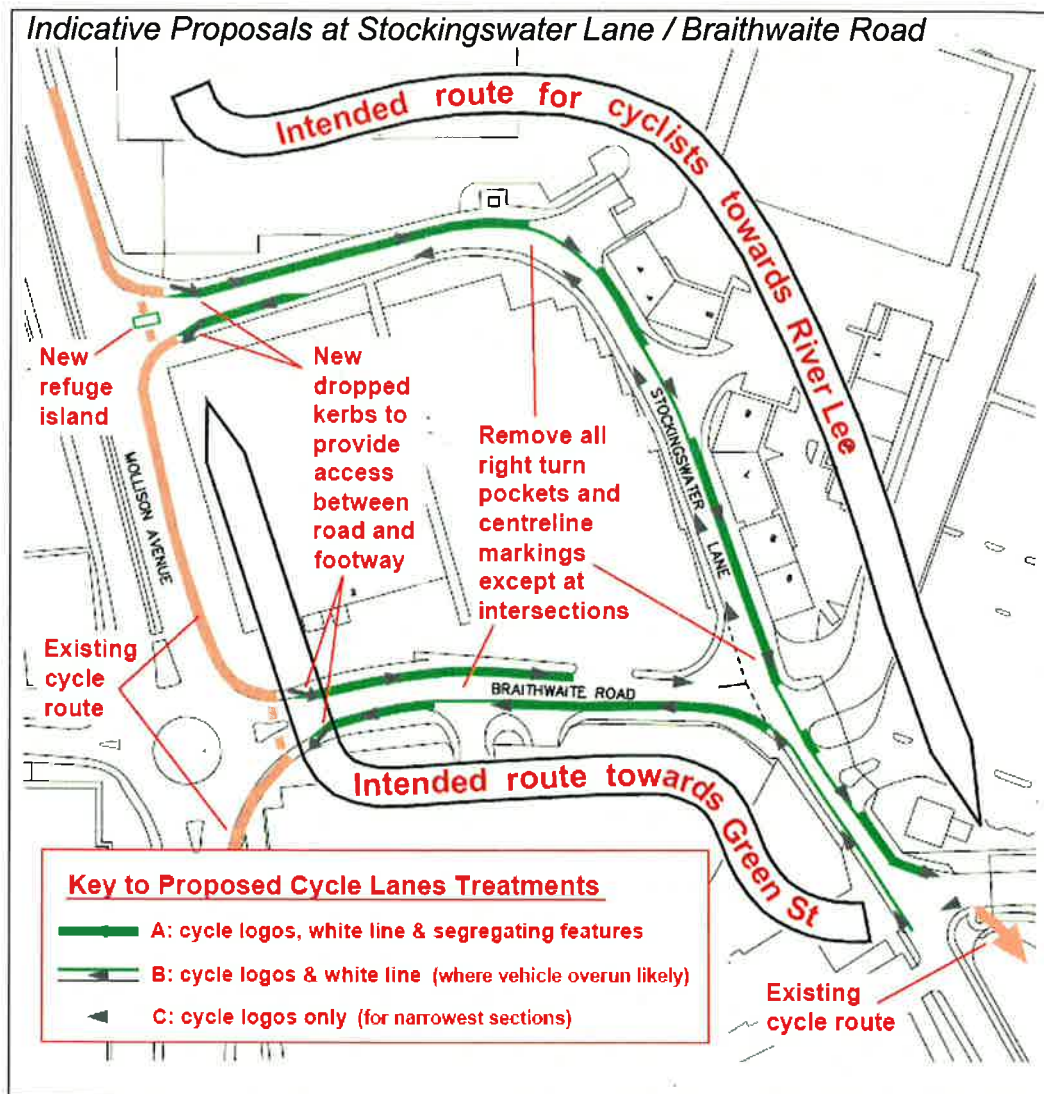 Indicative Proposals at Stockingswater Lane / Braithwaite Road
Intended route for cyclists towards River Lee
New
refuge
island
New
dropped
kerbs to
provide
access
between
road and
footway
Remove all
right turn
pockets and
centreline
markings
except at
intersections
MOLLISON AVENUE
STOCKINGSWATER LANE
Existing
cycle
route
BRAITHWAITE ROAD
Intended route towards Green St
Key to Proposed Cycle Lanes Treatments
A: cycle logos, white line & segregating features
B: cycle logos & white line (where vehicle overun likely)
C: cycle logos only (for narrowest sections)
Existing
cycle route